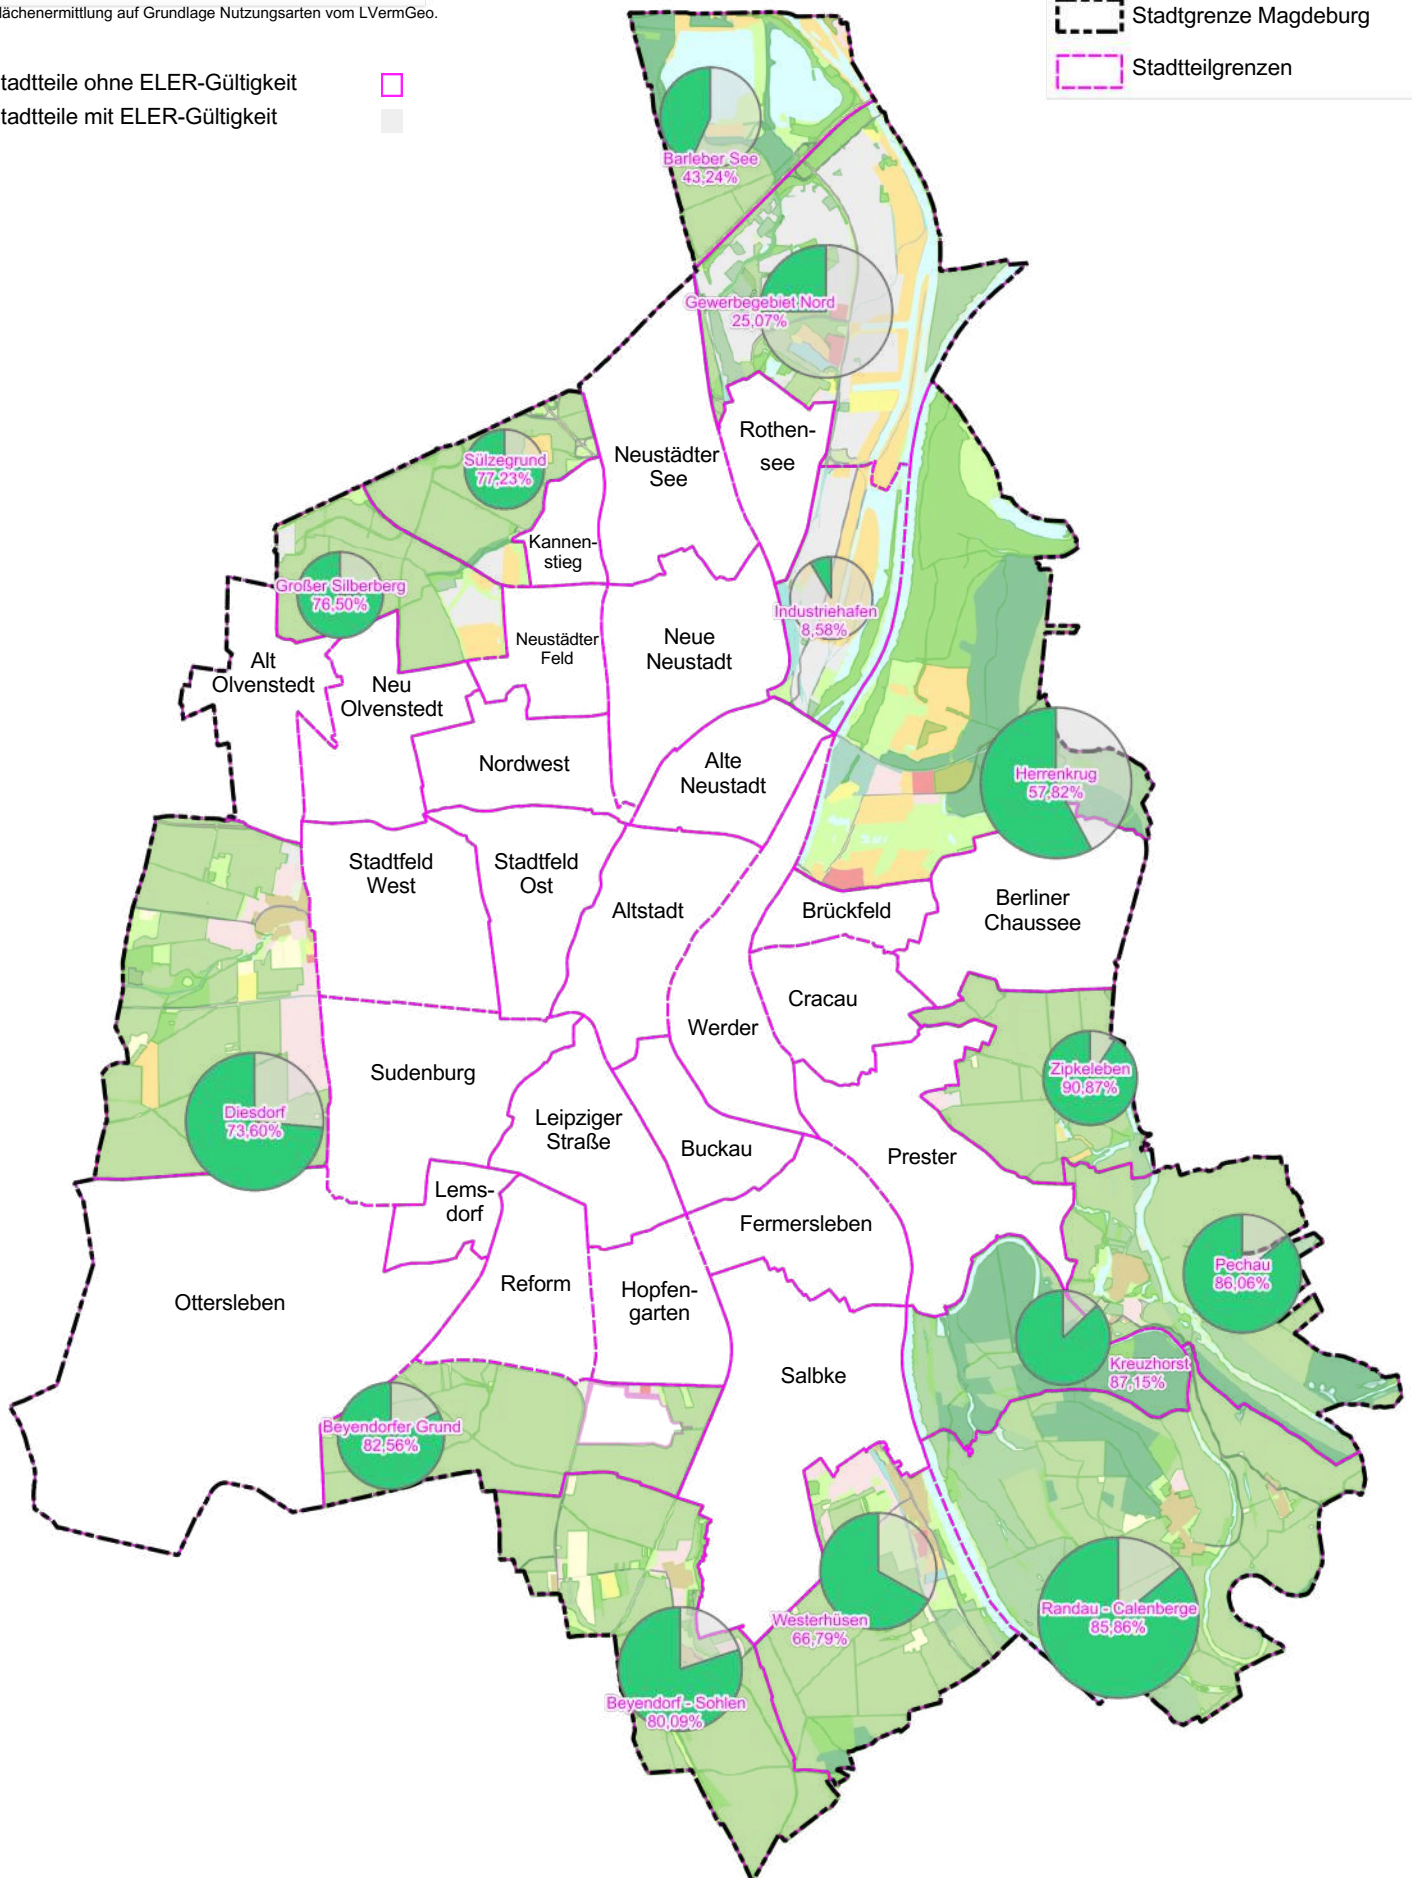 lächenermittlung auf Grundlage Nutzungsarten vom LVermGeo.
tadtteile ohne ELER-Gültigkeit
tadtteile mit ELER-Gültigkeit
Stadtgrenze Magdeburg
Stadtteilgrenzen
Barleber See
43,24%
Gewerbegebiet Nord
25,07%
Rothen-
see
Neustädter
See
Sülzegrund
77,23%
Kannen-
stieg
Großer Silberberg
76,50%
Industriehafen
8,58%
Neustädter
Feld
Neue
Neustadt
Alt
Olvenstedt
Neu
Olvenstedt
Nordwest
Alte
Neustadt
Herrenkrug
57,82%
Stadtfeld
West
Stadtfeld
Ost
Altstadt
Brückfeld
Berliner
Chaussee
Cracau
Werder
Sudenburg
Zipkeleben
90,87%
Diesdorf
73,60%
Leipziger
Straße
Buckau
Prester
Lems-
dorf
Fermersleben
Pechau
86,06%
Ottersleben
Reform
Hopfen-
garten
Kreuzhorst
87,15%
Salbke
Beyendorfer Grund
82,56%
Westerhüsen
66,79%
Randau - Calenberge
85,86%
Beyendorf - Sohlen
80,09%